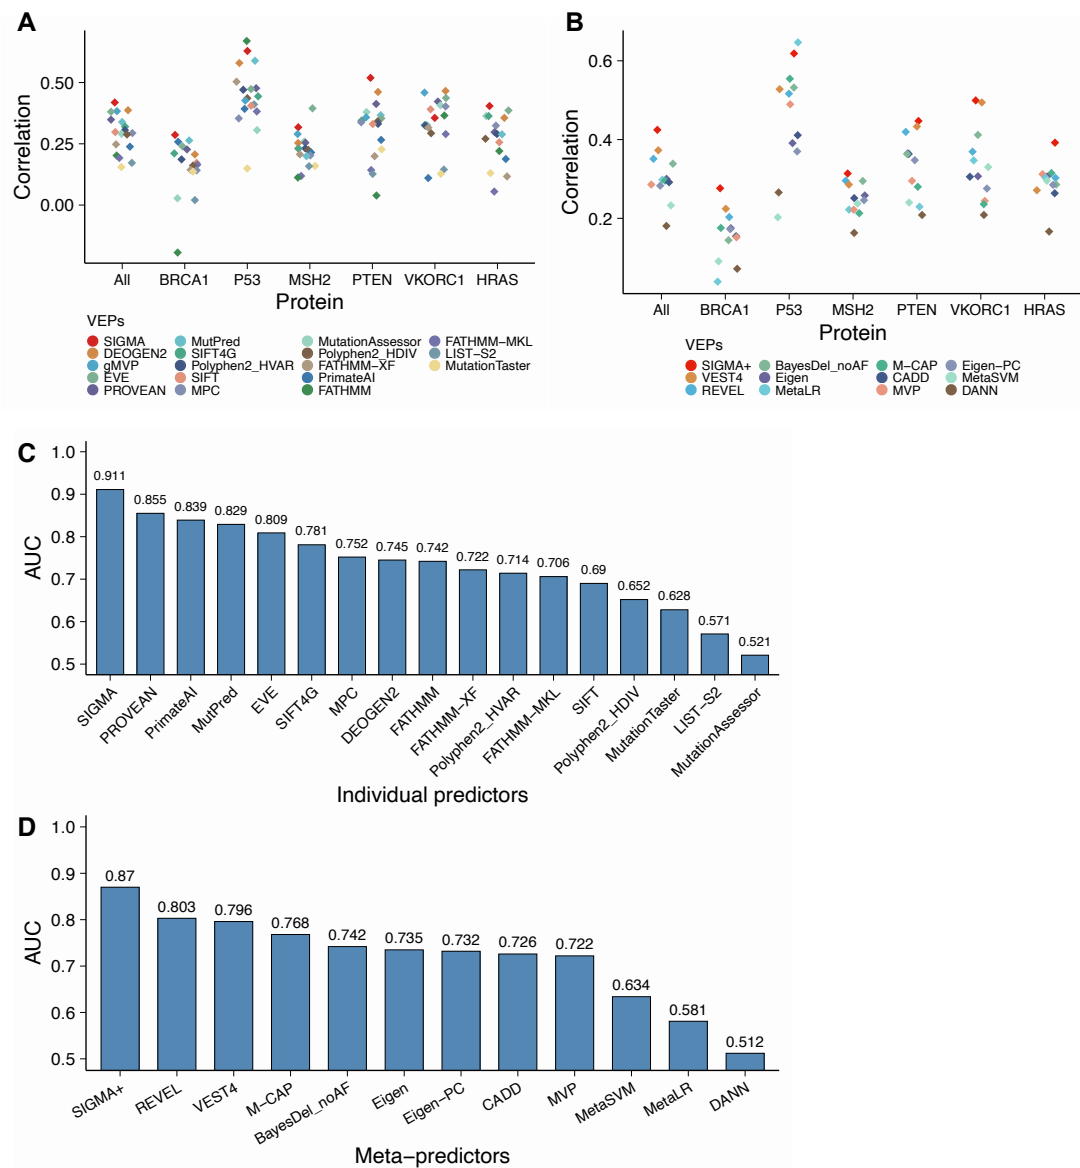 A
0.50
0.25
0.00
Correlation
All BRCA1 P53 MSH2 PTEN VKORC1 HRAS
Protein
VEPs
SIGMA MutPred MutationAssessor FATHMM−MKL
DEOGEN2 SIFT4G Polyphen2_HDIV LIST−S2
gMVP Polyphen2_HVAR FATHMM−XF MutationTaster
EVE SIFT PrimateAI
PROVEAN MPC FATHMM
B
0.6
0.4
0.2
Correlation
All BRCA1 P53 MSH2 PTEN VKORC1 HRAS
Protein
VEPs
SIGMA+ BayesDel_noAF M−CAP Eigen−PC
VEST4 Eigen CADD MetaSVM
REVEL MetaLR MVP DANN
C
1.0
0.9
0.8
0.7
0.6
0.5
AUC
0.911 0.855 0.839 0.829 0.809 0.781 0.752 0.745 0.742 0.722 0.714 0.706 0.69 0.652 0.628 0.571 0.521
SIGMA PROVEAN PrimateAI MutPred EVE SIFT4G MPC DEOGEN2 FATHMM FATHMM−XF Polyphen2_HVAR FATHMM−MKL SIFT Polyphen2_HDIV MutationTaster LIST−S2 MutationAssessor
Individual predictors
D
1.0
0.9
0.8
0.7
0.6
0.5
AUC
0.87 0.803 0.796 0.768 0.742 0.735 0.732 0.726 0.722 0.634 0.581 0.512
SIGMA+ REVEL VEST4 M−CAP BayesDel_noAF Eigen Eigen−PC CADD MVP MetaSVM MetaLR DANN
Meta−predictors